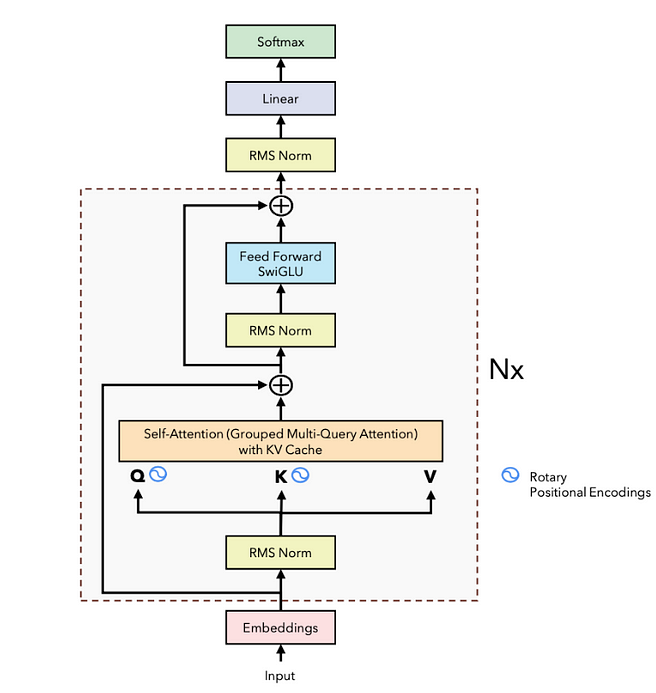 Softmax
Linear
RMS Norm
Feed Forward
SwiGLU
RMS Norm
Nx
Self-Attention (Grouped Multi-Query Attention)
with KV Cache
Q K V
Rotary
Positional Encodings
RMS Norm
Embeddings
Input